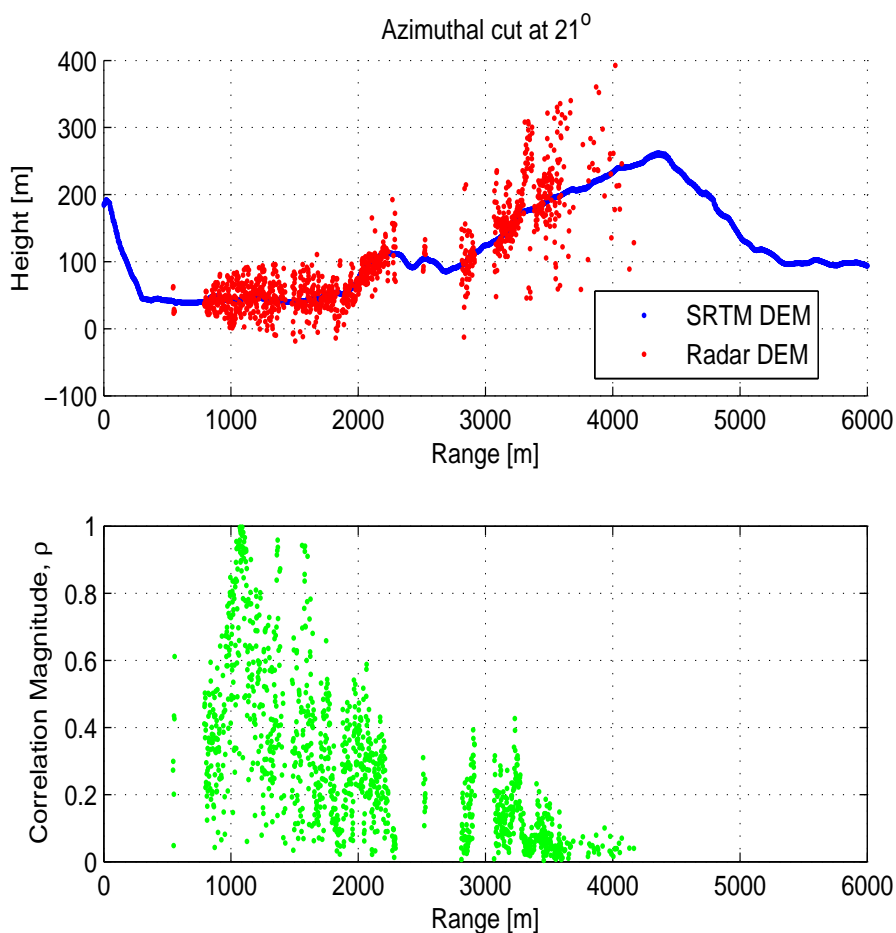 Azimuthal cut at 21°
400
300
200
100
0
−100
Height [m]
SRTM DEM
Radar DEM
0 1000 2000 3000 4000 5000 6000
Range [m]
1
0.8
0.6
0.4
0.2
0
Correlation Magnitude, ρ
0 1000 2000 3000 4000 5000 6000
Range [m]